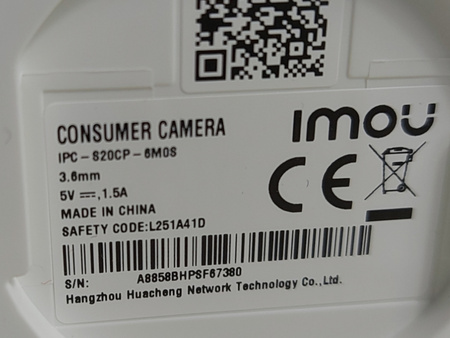 imou
CONSUMER CAMERA
IPC-S20CP-6M0S
3.6mm
5V ⎓,1.5A
CE
MADE IN CHINA
SAFETY CODE:L251A41D
S/N: A8858BHPSF67380
Hangzhou Huacheng Network Technology Co.,Ltd.